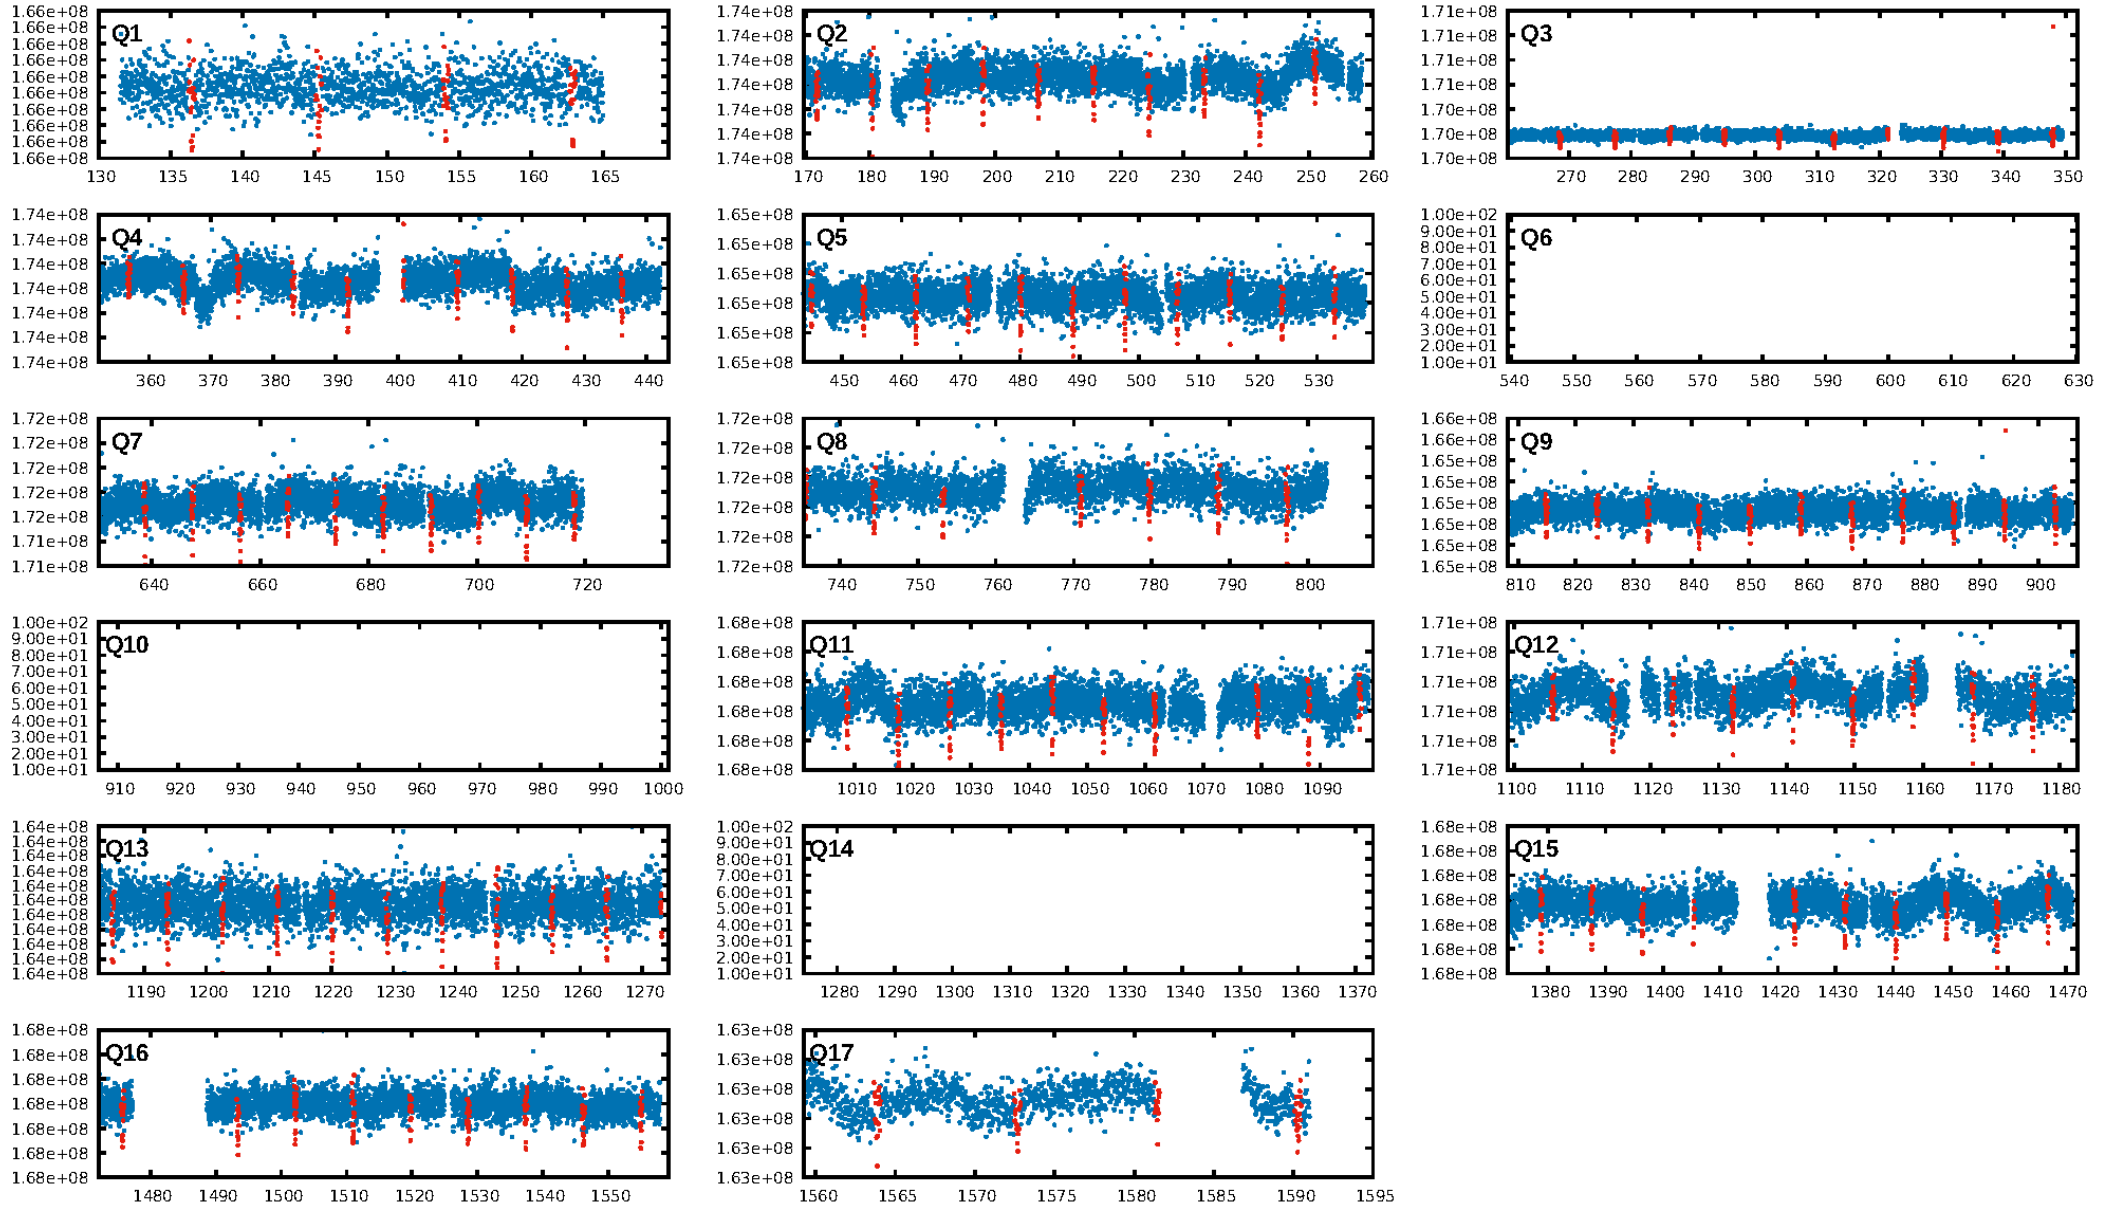 1.66e+08 1.66e+08 1.66e+08 1.66e+08 1.66e+08 1.66e+08 1.66e+08 1.66e+08 1.66e+08 1.66e+08
Q1
130 135 140 145 150 155 160 165
1.74e+08 1.74e+08 1.74e+08 1.74e+08 1.74e+08 1.74e+08 1.74e+08
Q2
170 180 190 200 210 220 230 240 250 260
1.71e+08 1.71e+08 1.71e+08 1.71e+08 1.70e+08 1.70e+08 1.70e+08
Q3
270 280 290 300 310 320 330 340 350
1.74e+08 1.74e+08 1.74e+08 1.74e+08 1.74e+08 1.74e+08 1.74e+08
Q4
360 370 380 390 400 410 420 430 440
1.65e+08 1.65e+08 1.65e+08 1.65e+08 1.65e+08 1.65e+08
Q5
450 460 470 480 490 500 510 520 530
1.00e+02 9.00e+01 8.00e+01 7.00e+01 6.00e+01 5.00e+01 4.00e+01 3.00e+01 2.00e+01 1.00e+01
Q6
540 550 560 570 580 590 600 610 620 630
1.72e+08 1.72e+08 1.72e+08 1.72e+08 1.72e+08 1.71e+08 1.71e+08
Q7
640 660 680 700 720
1.72e+08 1.72e+08 1.72e+08 1.72e+08 1.72e+08 1.72e+08
Q8
740 750 760 770 780 790 800
1.66e+08 1.66e+08 1.65e+08 1.65e+08 1.65e+08 1.65e+08 1.65e+08 1.65e+08
Q9
810 820 830 840 850 860 870 880 890 900
1.00e+02 9.00e+01 8.00e+01 7.00e+01 6.00e+01 5.00e+01 4.00e+01 3.00e+01 2.00e+01 1.00e+01
Q10
910 920 930 940 950 960 970 980 990 1000
1.68e+08 1.68e+08 1.68e+08 1.68e+08 1.68e+08 1.68e+08
Q11
1010 1020 1030 1040 1050 1060 1070 1080 1090
1.71e+08 1.71e+08 1.71e+08 1.71e+08 1.71e+08 1.71e+08
Q12
1100 1110 1120 1130 1140 1150 1160 1170 1180
1.64e+08 1.64e+08 1.64e+08 1.64e+08 1.64e+08 1.64e+08 1.64e+08 1.64e+08 1.64e+08 1.64e+08 1.64e+08
Q13
1190 1200 1210 1220 1230 1240 1250 1260 1270
1.00e+02 9.00e+01 8.00e+01 7.00e+01 6.00e+01 5.00e+01 4.00e+01 3.00e+01 2.00e+01 1.00e+01
Q14
1280 1290 1300 1310 1320 1330 1340 1350 1360 1370
1.68e+08 1.68e+08 1.68e+08 1.68e+08 1.68e+08 1.68e+08 1.68e+08
Q15
1380 1390 1400 1410 1420 1430 1440 1450 1460 1470
1.68e+08 1.68e+08 1.68e+08 1.68e+08 1.68e+08 1.68e+08 1.68e+08
Q16
1480 1490 1500 1510 1520 1530 1540 1550
1.63e+08 1.63e+08 1.63e+08 1.63e+08 1.63e+08 1.63e+08
Q17
1560 1565 1570 1575 1580 1585 1590 1595